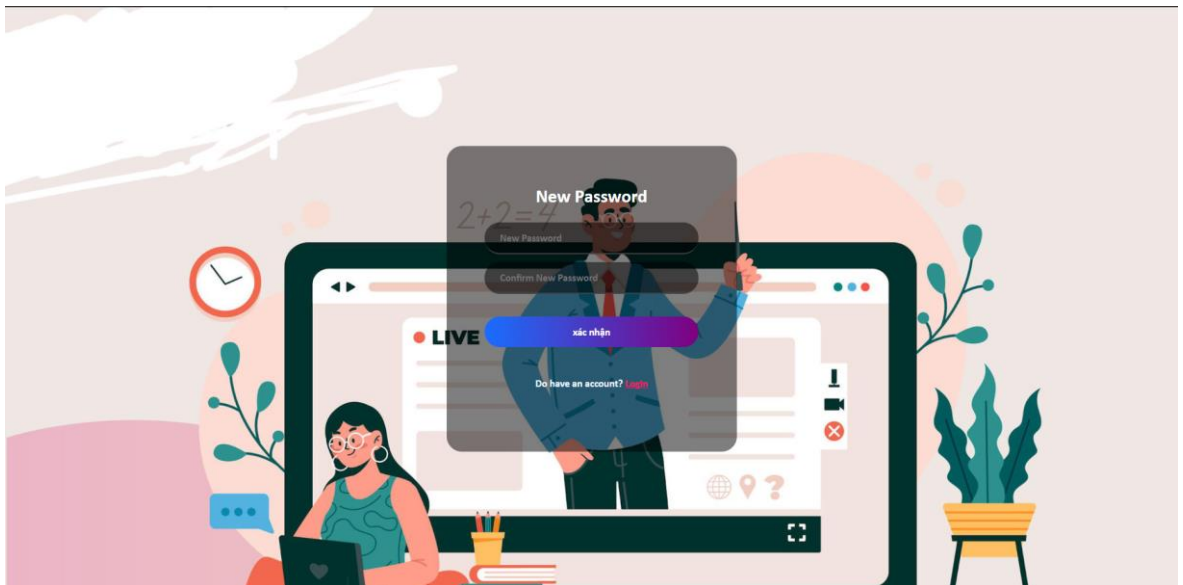 New Password
2+2=4
New Password
Confirm New Password
LIVE
xác nhận
Do have an account? Login
?